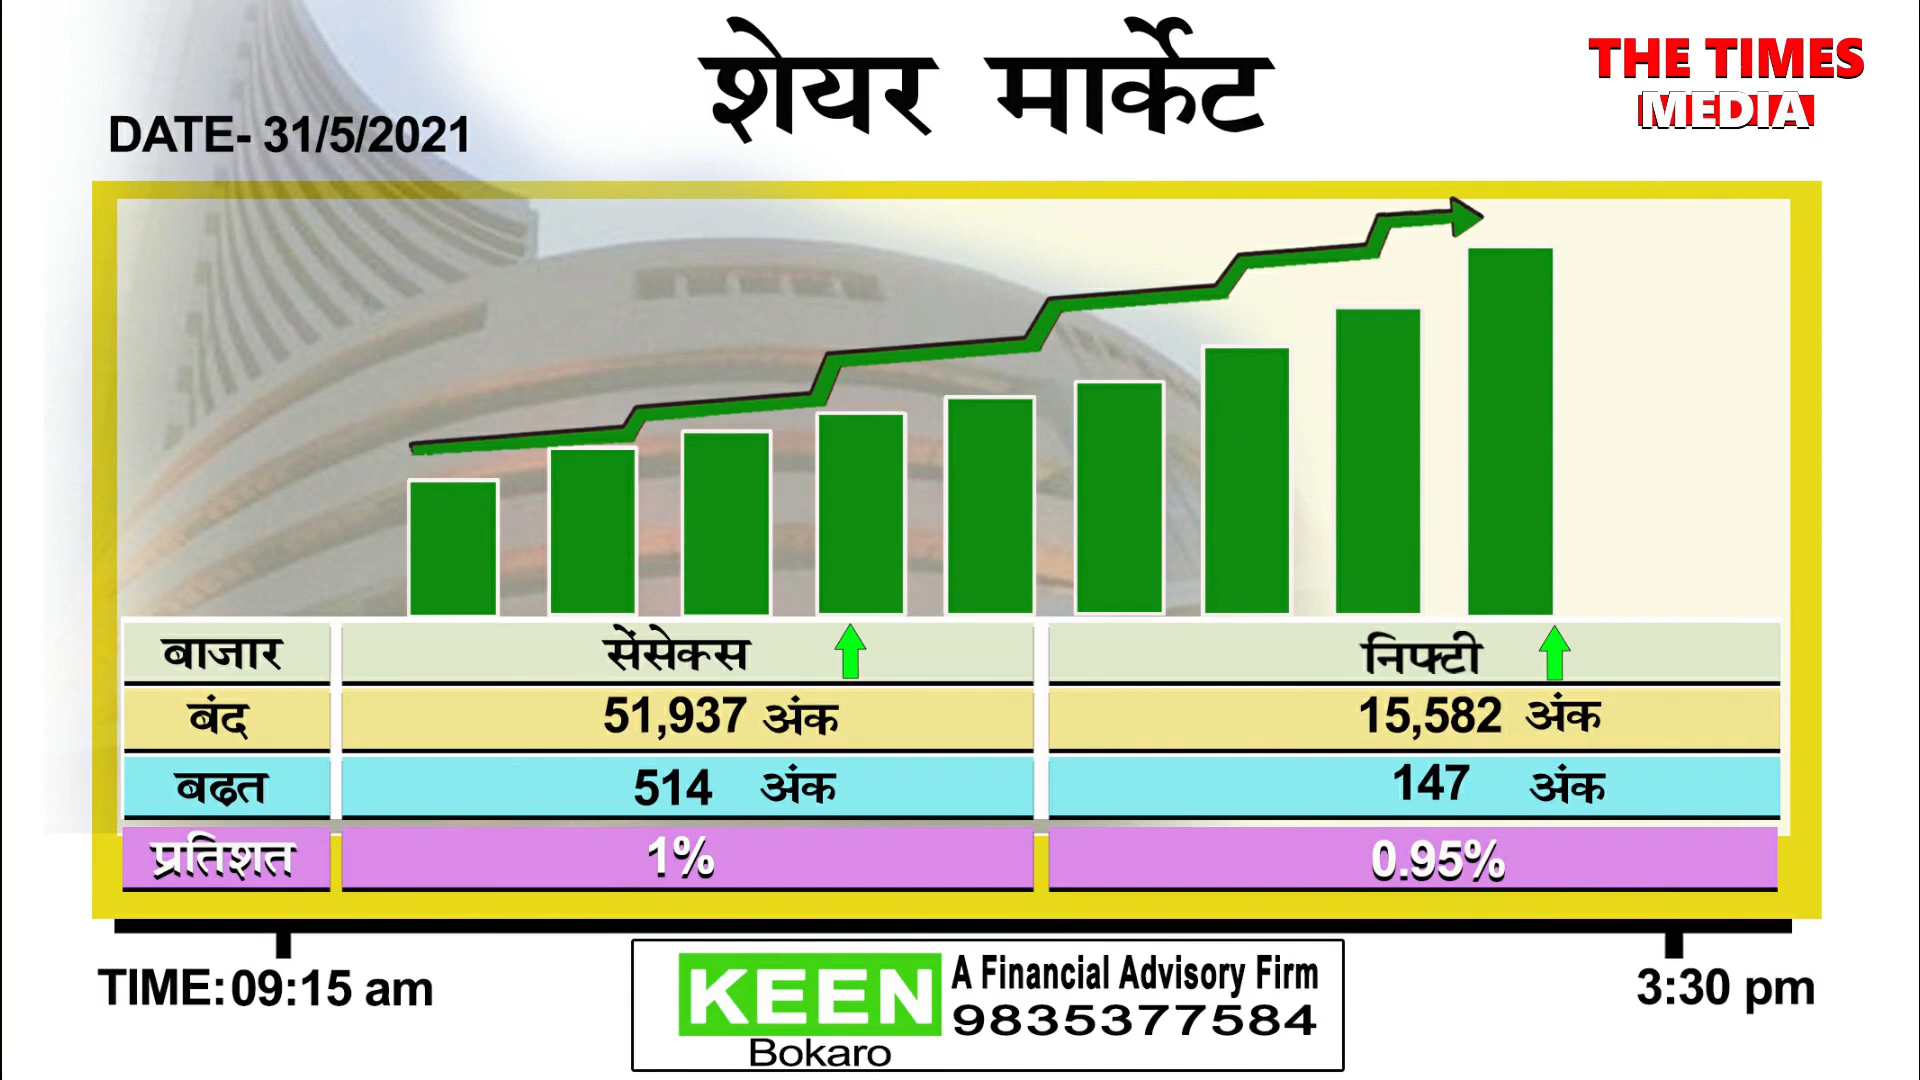 शेयर मार्केट
THE TIMES
MEDIA
DATE- 31/5/2021
बाजार सेंसेक्स निफ्टी
बंद 51,937 अंक 15,582 अंक
बढ़त 514 अंक 147 अंक
प्रतिशत 1% 0.95%
TIME: 09:15 am 3:30 pm
KEEN A Financial Advisory Firm
9835377584
Bokaro